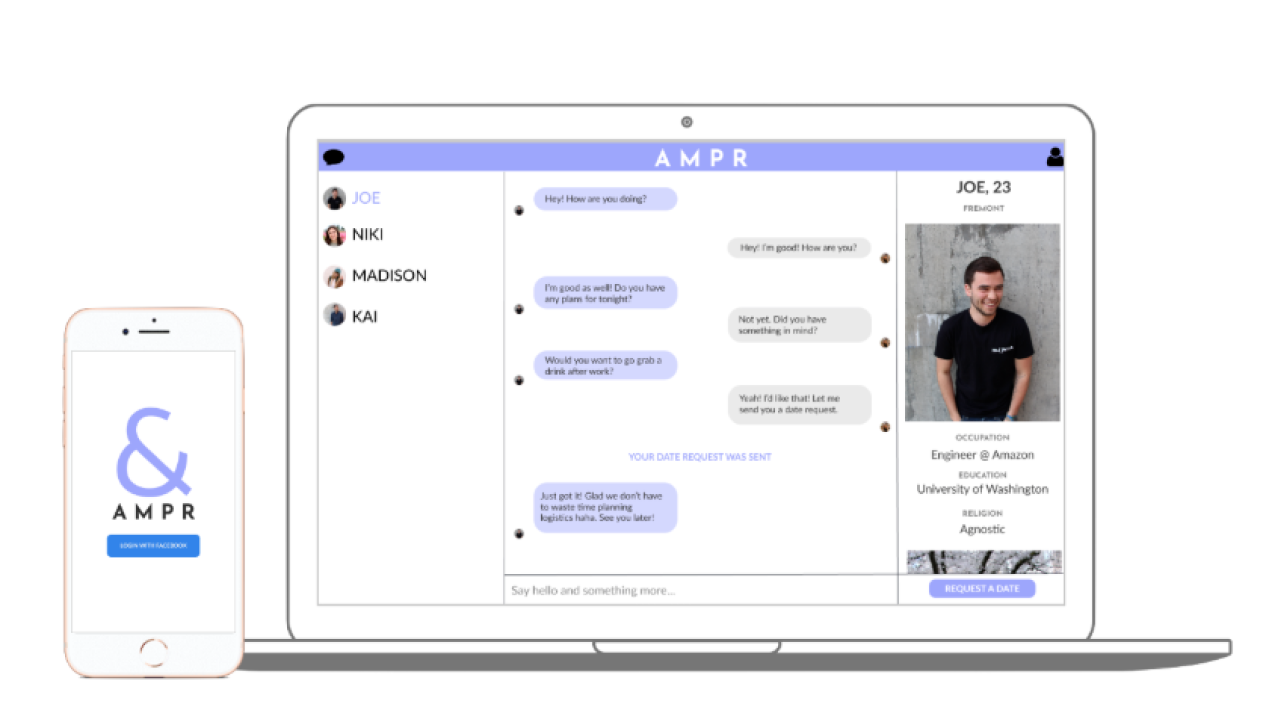 &
AMPR
LOGIN WITH FACEBOOK
AMPR
JOE
NIKI
MADISON
KAI
Hey! How are you doing?
Hey! I'm good! How are you?
I'm good as well! Do you have
any plans for tonight?
Not yet. Did you have
something in mind?
Would you want to go grab a
drink after work?
Yeah! I'd like that! Let me
send you a date request.
YOUR DATE REQUEST WAS SENT
Just got it! Glad we don't have
to waste time planning
logistics haha. See you later!
Say hello and something more...
JOE, 23
FREMONT
OCCUPATION
Engineer @ Amazon
EDUCATION
University of Washington
RELIGION
Agnostic
REQUEST A DATE